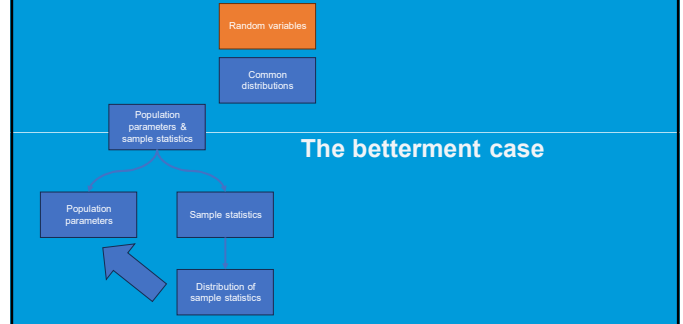 Random variables
Common
distributions
Population
parameters &
sample statistics
The betterment case
Population
parameters
Sample statistics
Distribution of
sample statistics